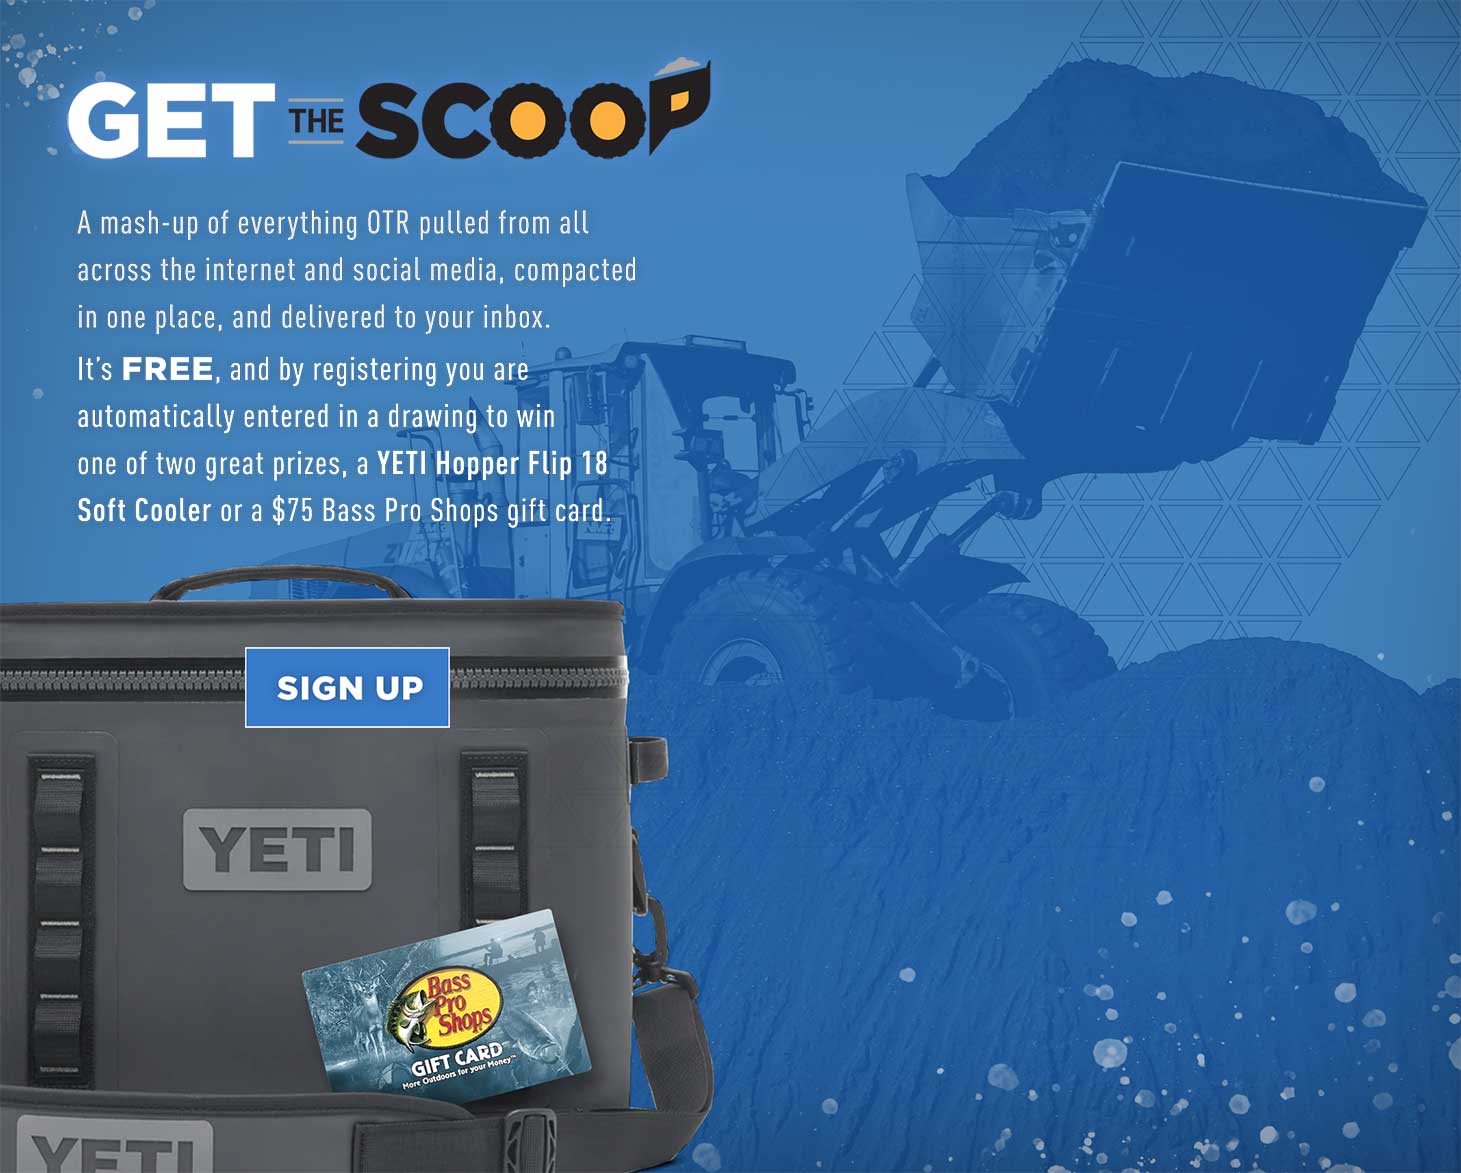 GET THE SCOOP
A mash-up of everything OTR pulled from all
across the internet and social media, compacted
in one place, and delivered to your inbox.
It's FREE, and by registering you are
automatically entered in a drawing to win
one of two great prizes, a YETI Hopper Flip 18
Soft Cooler or a $75 Bass Pro Shops gift card.
SIGN UP
YETI
Bass
Pro
Shops
GIFT CARD
More Outdoors for your Money™
YETI